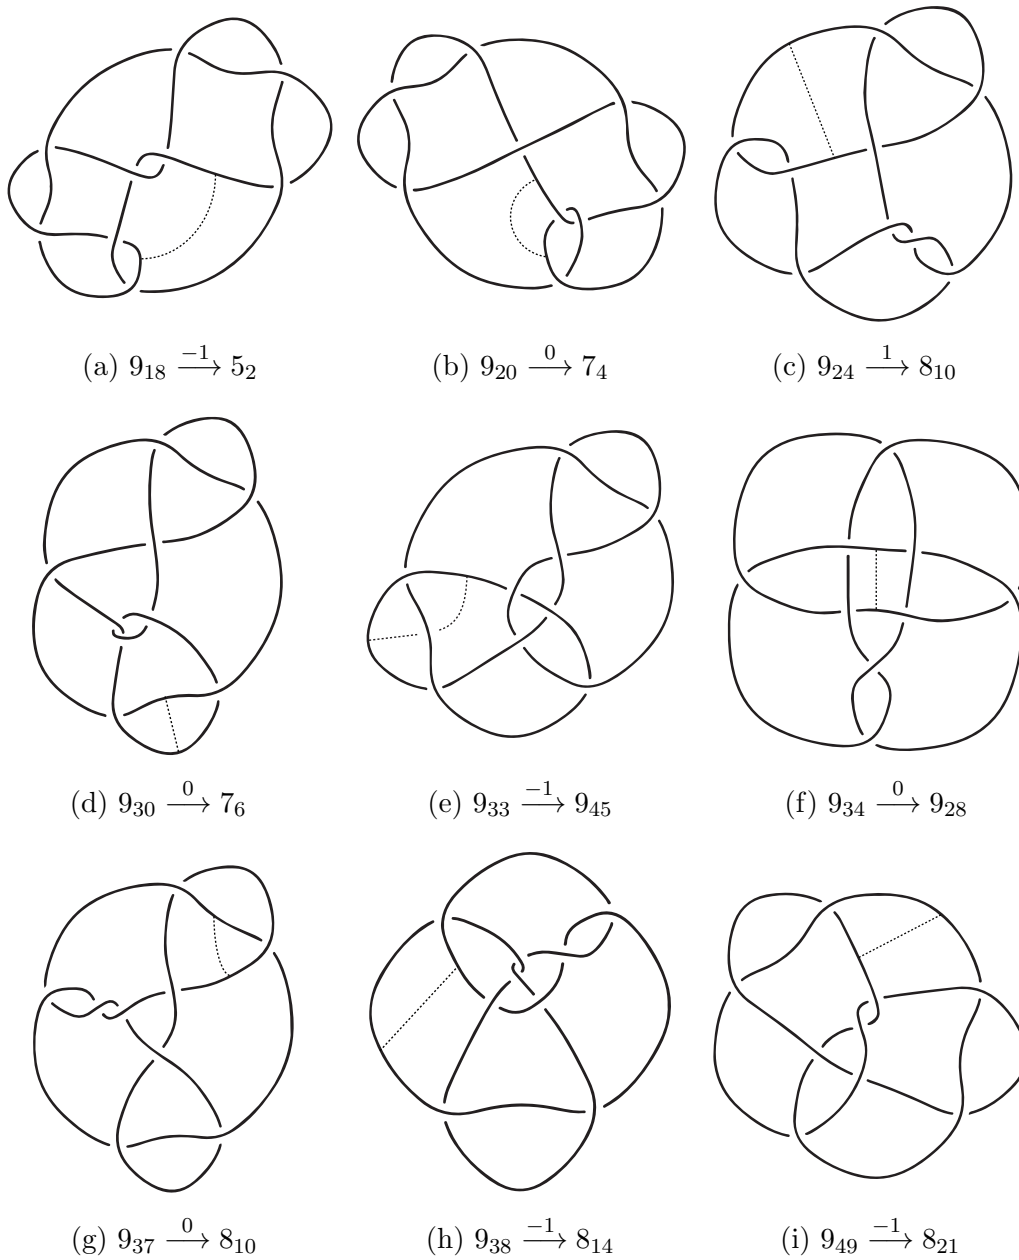 (a) 9₁₈ —⁻¹→ 5₂
(b) 9₂₀ —⁰→ 7₄
(c) 9₂₄ —¹→ 8₁₀
(d) 9₃₀ —⁰→ 7₆
(e) 9₃₃ —⁻¹→ 9₄₅
(f) 9₃₄ —⁰→ 9₂₈
(g) 9₃₇ —⁰→ 8₁₀
(h) 9₃₈ —⁻¹→ 8₁₄
(i) 9₄₉ —⁻¹→ 8₂₁